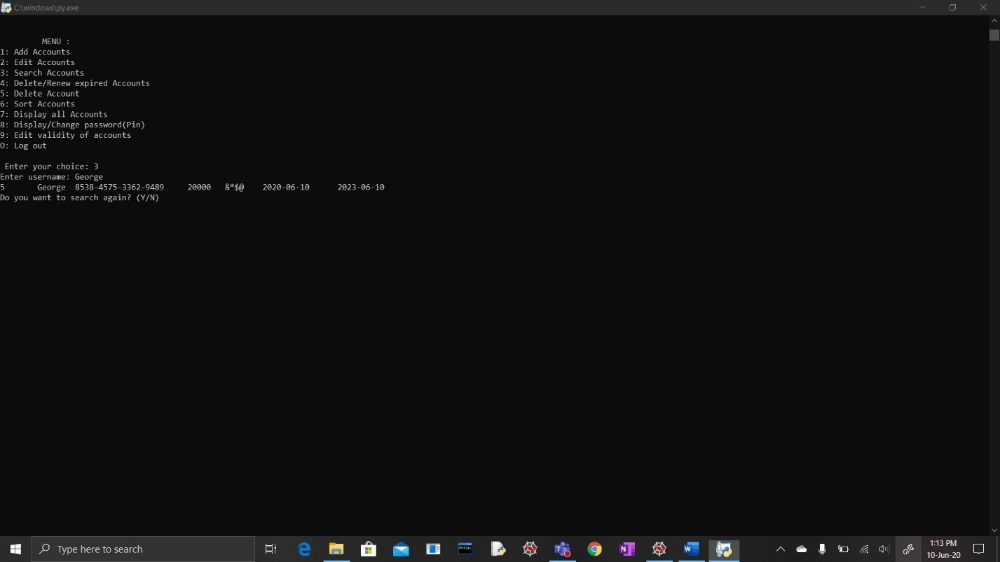 C:\windows\py.exe
MENU :
1: Add Accounts
2: Edit Accounts
3: Search Accounts
4: Delete/Renew expired Accounts
5: Delete Account
6: Sort Accounts
7: Display all Accounts
8: Display/Change password(Pin)
9: Edit validity of accounts
O: Log out
Enter your choice: 3
Enter username: George
5 George 8538-4575-3362-9489 20000 &*$@ 2020-06-10 2023-06-10
Do you want to search again? (Y/N)
Type here to search
1:13 PM
10-Jun-20